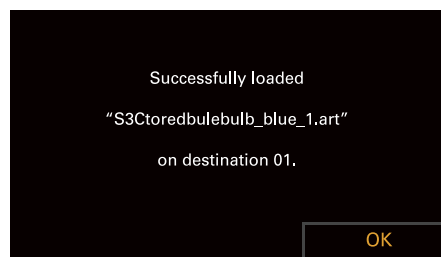 Successfully loaded
“S3Ctoredbulebulb_blue_1.art”
on destination 01.
OK